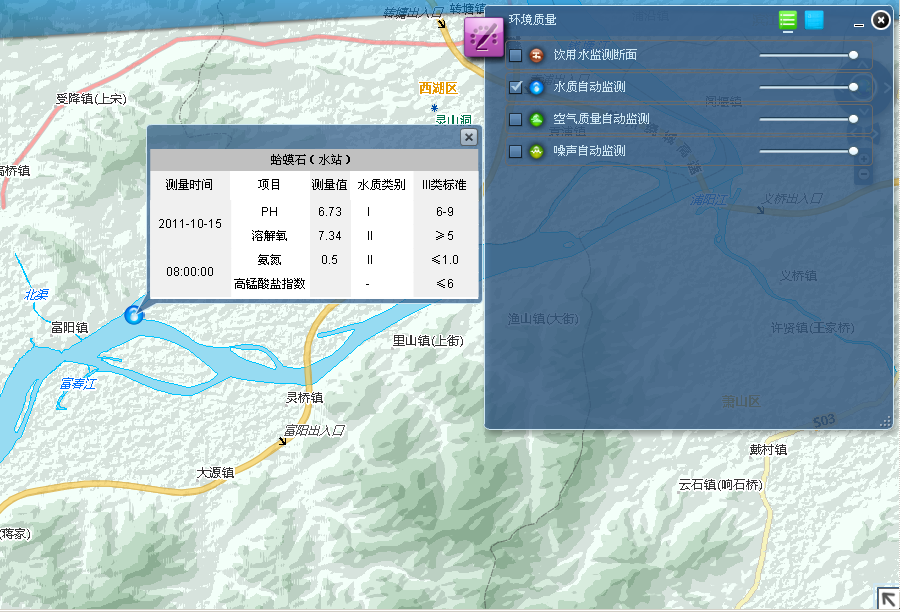 转塘出入口
转塘镇
环境质量
饮用水监测断面
水质自动监测
空气质量自动监测
噪声自动监测
西湖区
受降镇(上宋)
灵山洞
高桥镇
蛤蟆石（水站）
测量时间 项目 测量值 水质类别 III类标准
2011-10-15 08:00:00
PH 6.73 I 6-9
溶解氧 7.34 II ≥5
氨氮 0.5 II ≤1.0
高锰酸盐指数 - ≤6
闻堰镇
袁浦镇
浦阳江
义桥出入口
义桥镇
北渠
富阳镇
渔山镇(大街)
许贤镇(王家桥)
里山镇(上街)
富春江
灵桥镇
萧山区
S03
富阳出入口
戴村镇
大源镇
云石镇(响石桥)
(蒋家)